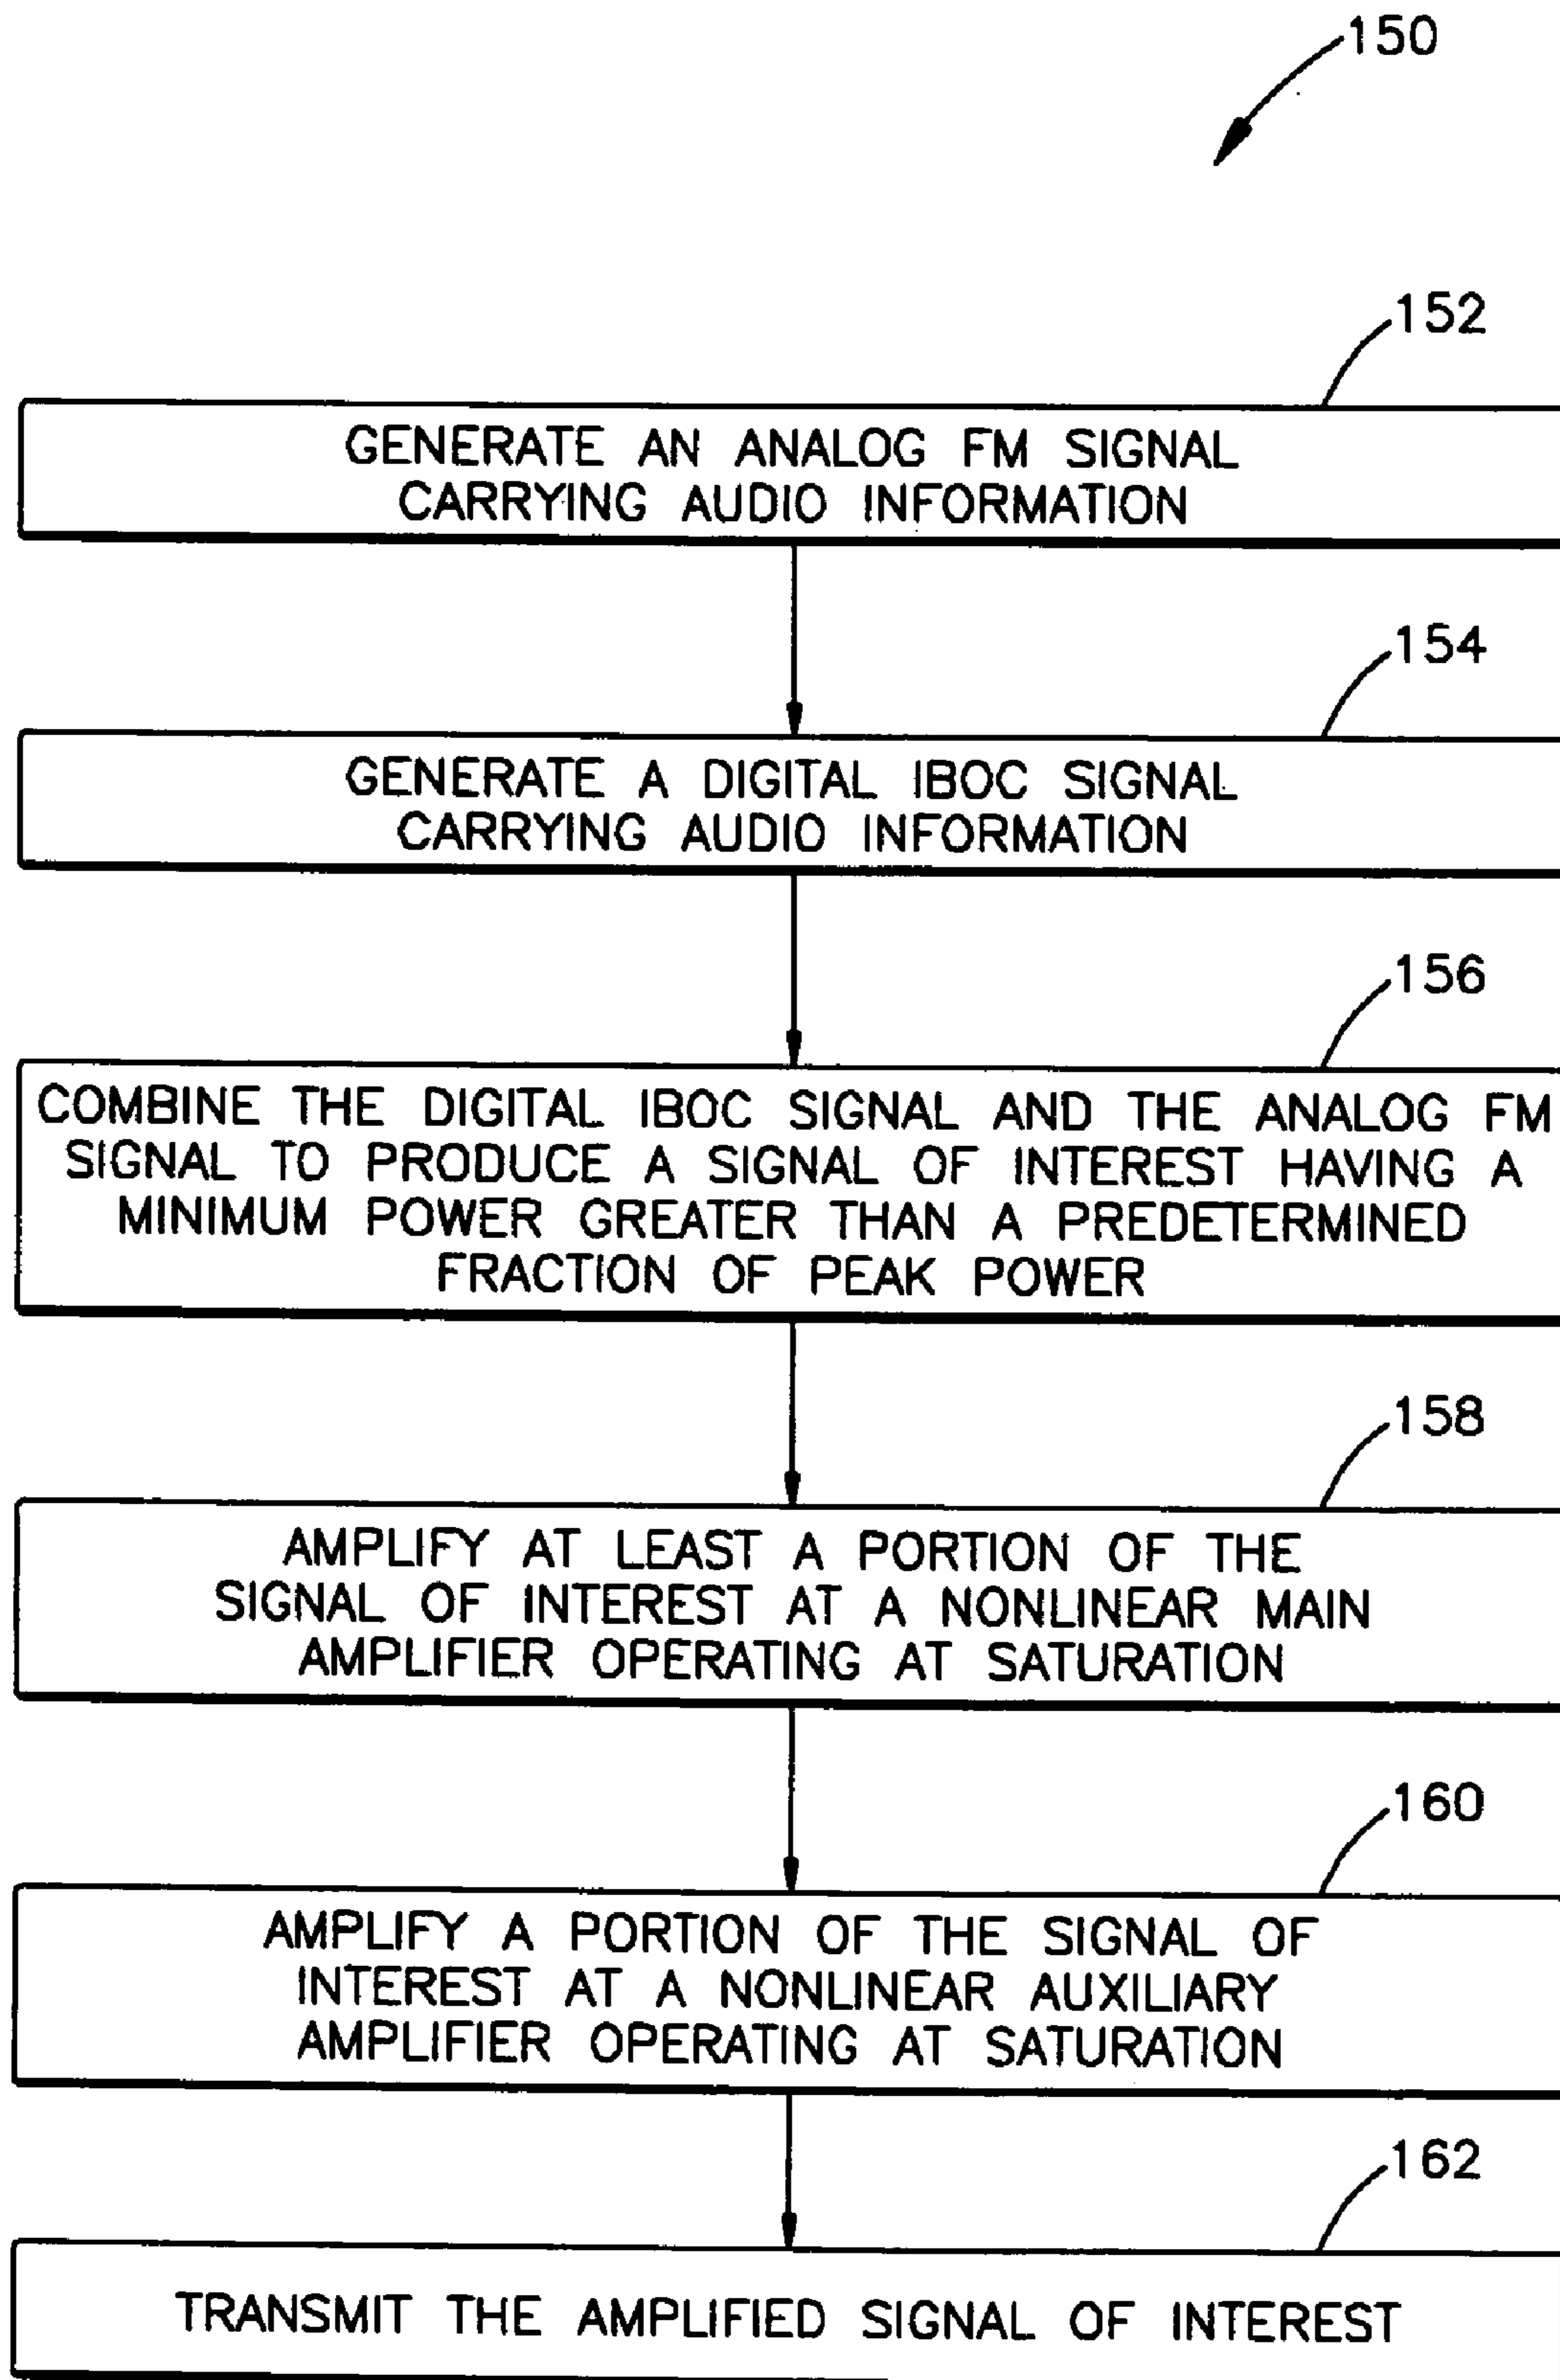 150
152
GENERATE AN ANALOG FM SIGNAL
CARRYING AUDIO INFORMATION
154
GENERATE A DIGITAL IBOC SIGNAL
CARRYING AUDIO INFORMATION
156
COMBINE THE DIGITAL IBOC SIGNAL AND THE ANALOG FM
SIGNAL TO PRODUCE A SIGNAL OF INTEREST HAVING A
MINIMUM POWER GREATER THAN A PREDETERMINED
FRACTION OF PEAK POWER
158
AMPLIFY AT LEAST A PORTION OF THE
SIGNAL OF INTEREST AT A NONLINEAR MAIN
AMPLIFIER OPERATING AT SATURATION
160
AMPLIFY A PORTION OF THE SIGNAL OF
INTEREST AT A NONLINEAR AUXILIARY
AMPLIFIER OPERATING AT SATURATION
162
TRANSMIT THE AMPLIFIED SIGNAL OF INTEREST